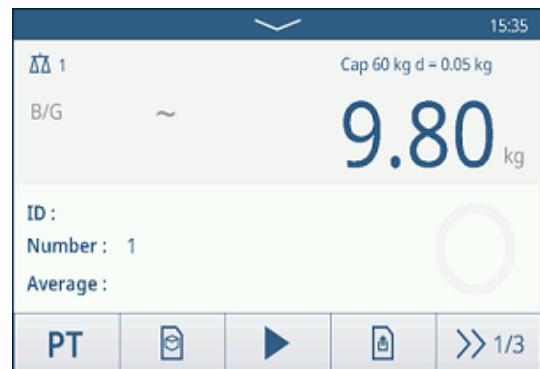 15:35
1 Cap 60 kg d = 0.05 kg
B/G ~ 9.80 kg
ID :
Number : 1
Average :
PT 1/3